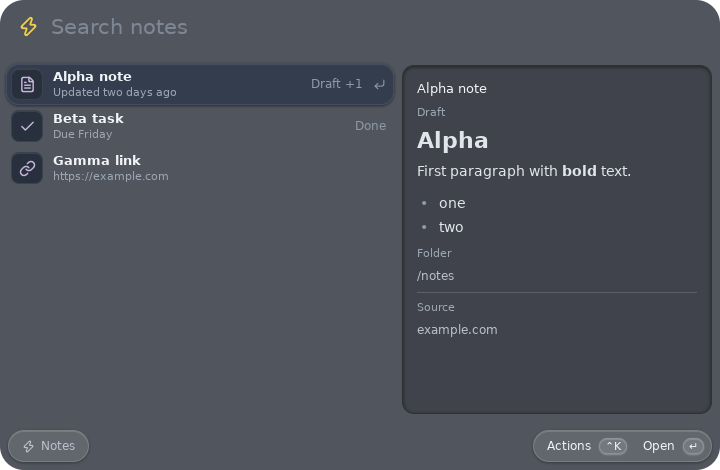 Search notes
Alpha note
Updated two days ago
Draft +1
Beta task
Due Friday
Done
Gamma link
https://example.com
Alpha note
Draft
Alpha
First paragraph with bold text.
• one
• two
Folder
/notes
Source
example.com
Notes
Actions ^K Open ↵